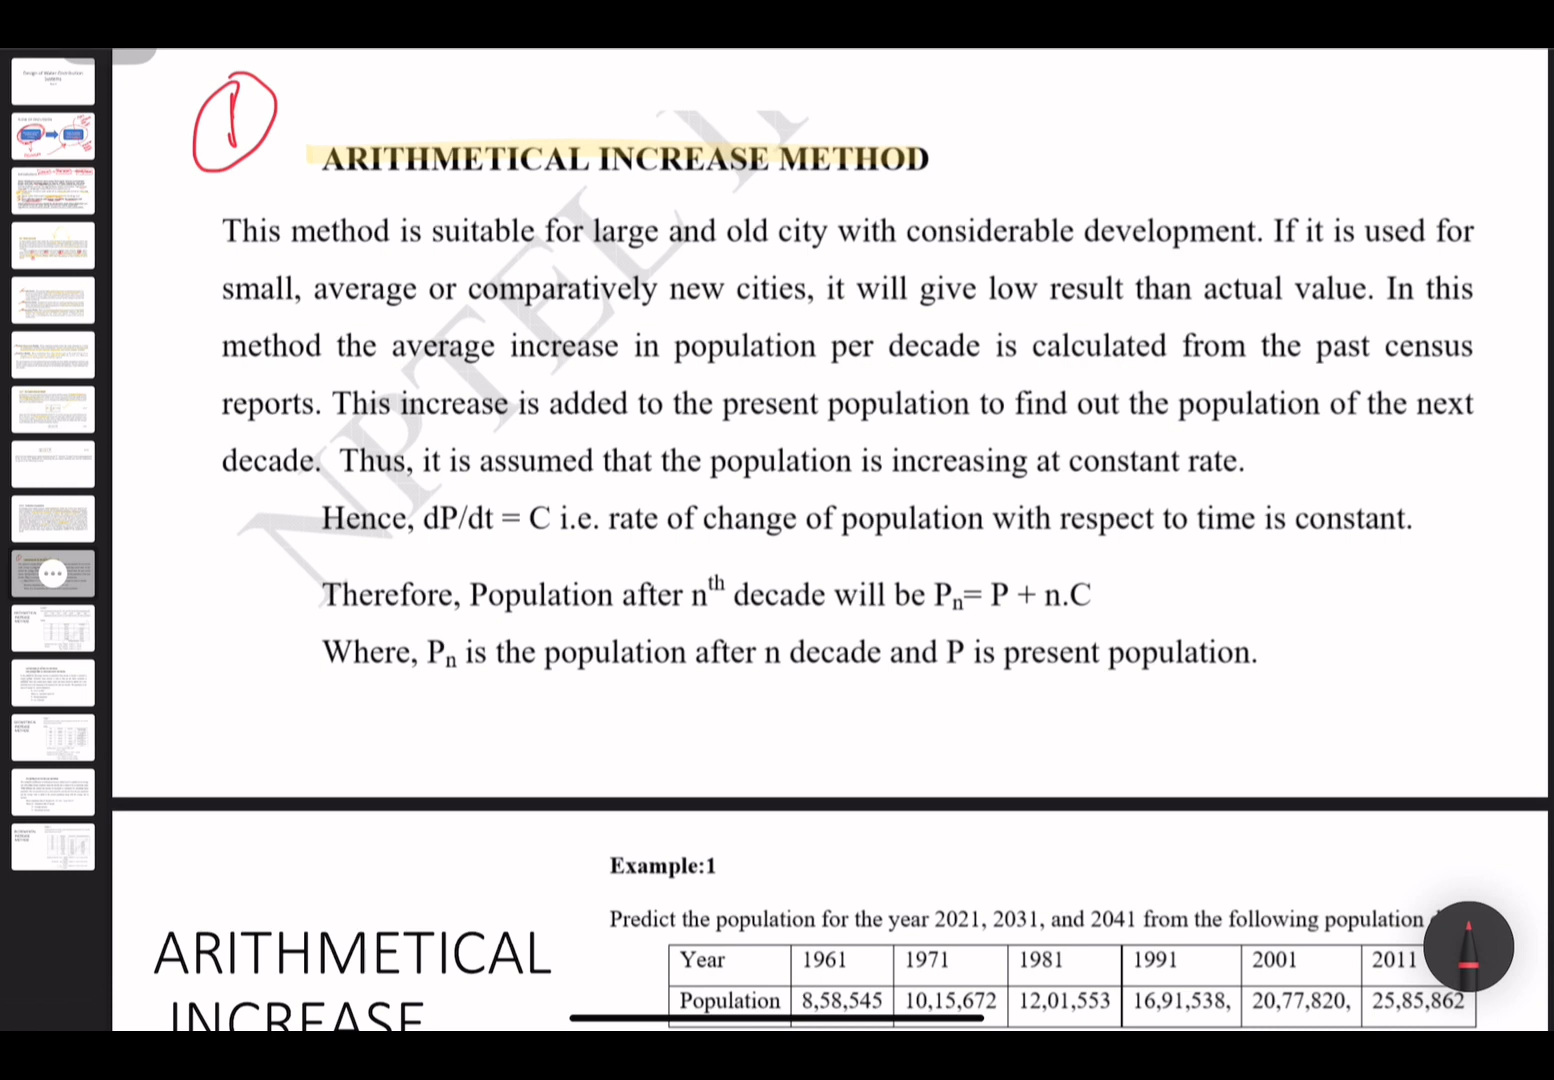 1
ARITHMETICAL INCREASE METHOD
This method is suitable for large and old city with considerable development. If it is used for
small, average or comparatively new cities, it will give low result than actual value. In this
method the average increase in population per decade is calculated from the past census
reports. This increase is added to the present population to find out the population of the next
decade. Thus, it is assumed that the population is increasing at constant rate.
Hence, dP/dt = C i.e. rate of change of population with respect to time is constant.
Therefore, Population after nth decade will be Pn= P + n.C
Where, Pn is the population after n decade and P is present population.
NPTEL
Example:1
Predict the population for the year 2021, 2031, and 2041 from the following population
Year 1961 1971 1981 1991 2001 2011
Population 8,58,545 10,15,672 12,01,553 16,91,538, 20,77,820, 25,85,862
ARITHMETICAL
INCREASE